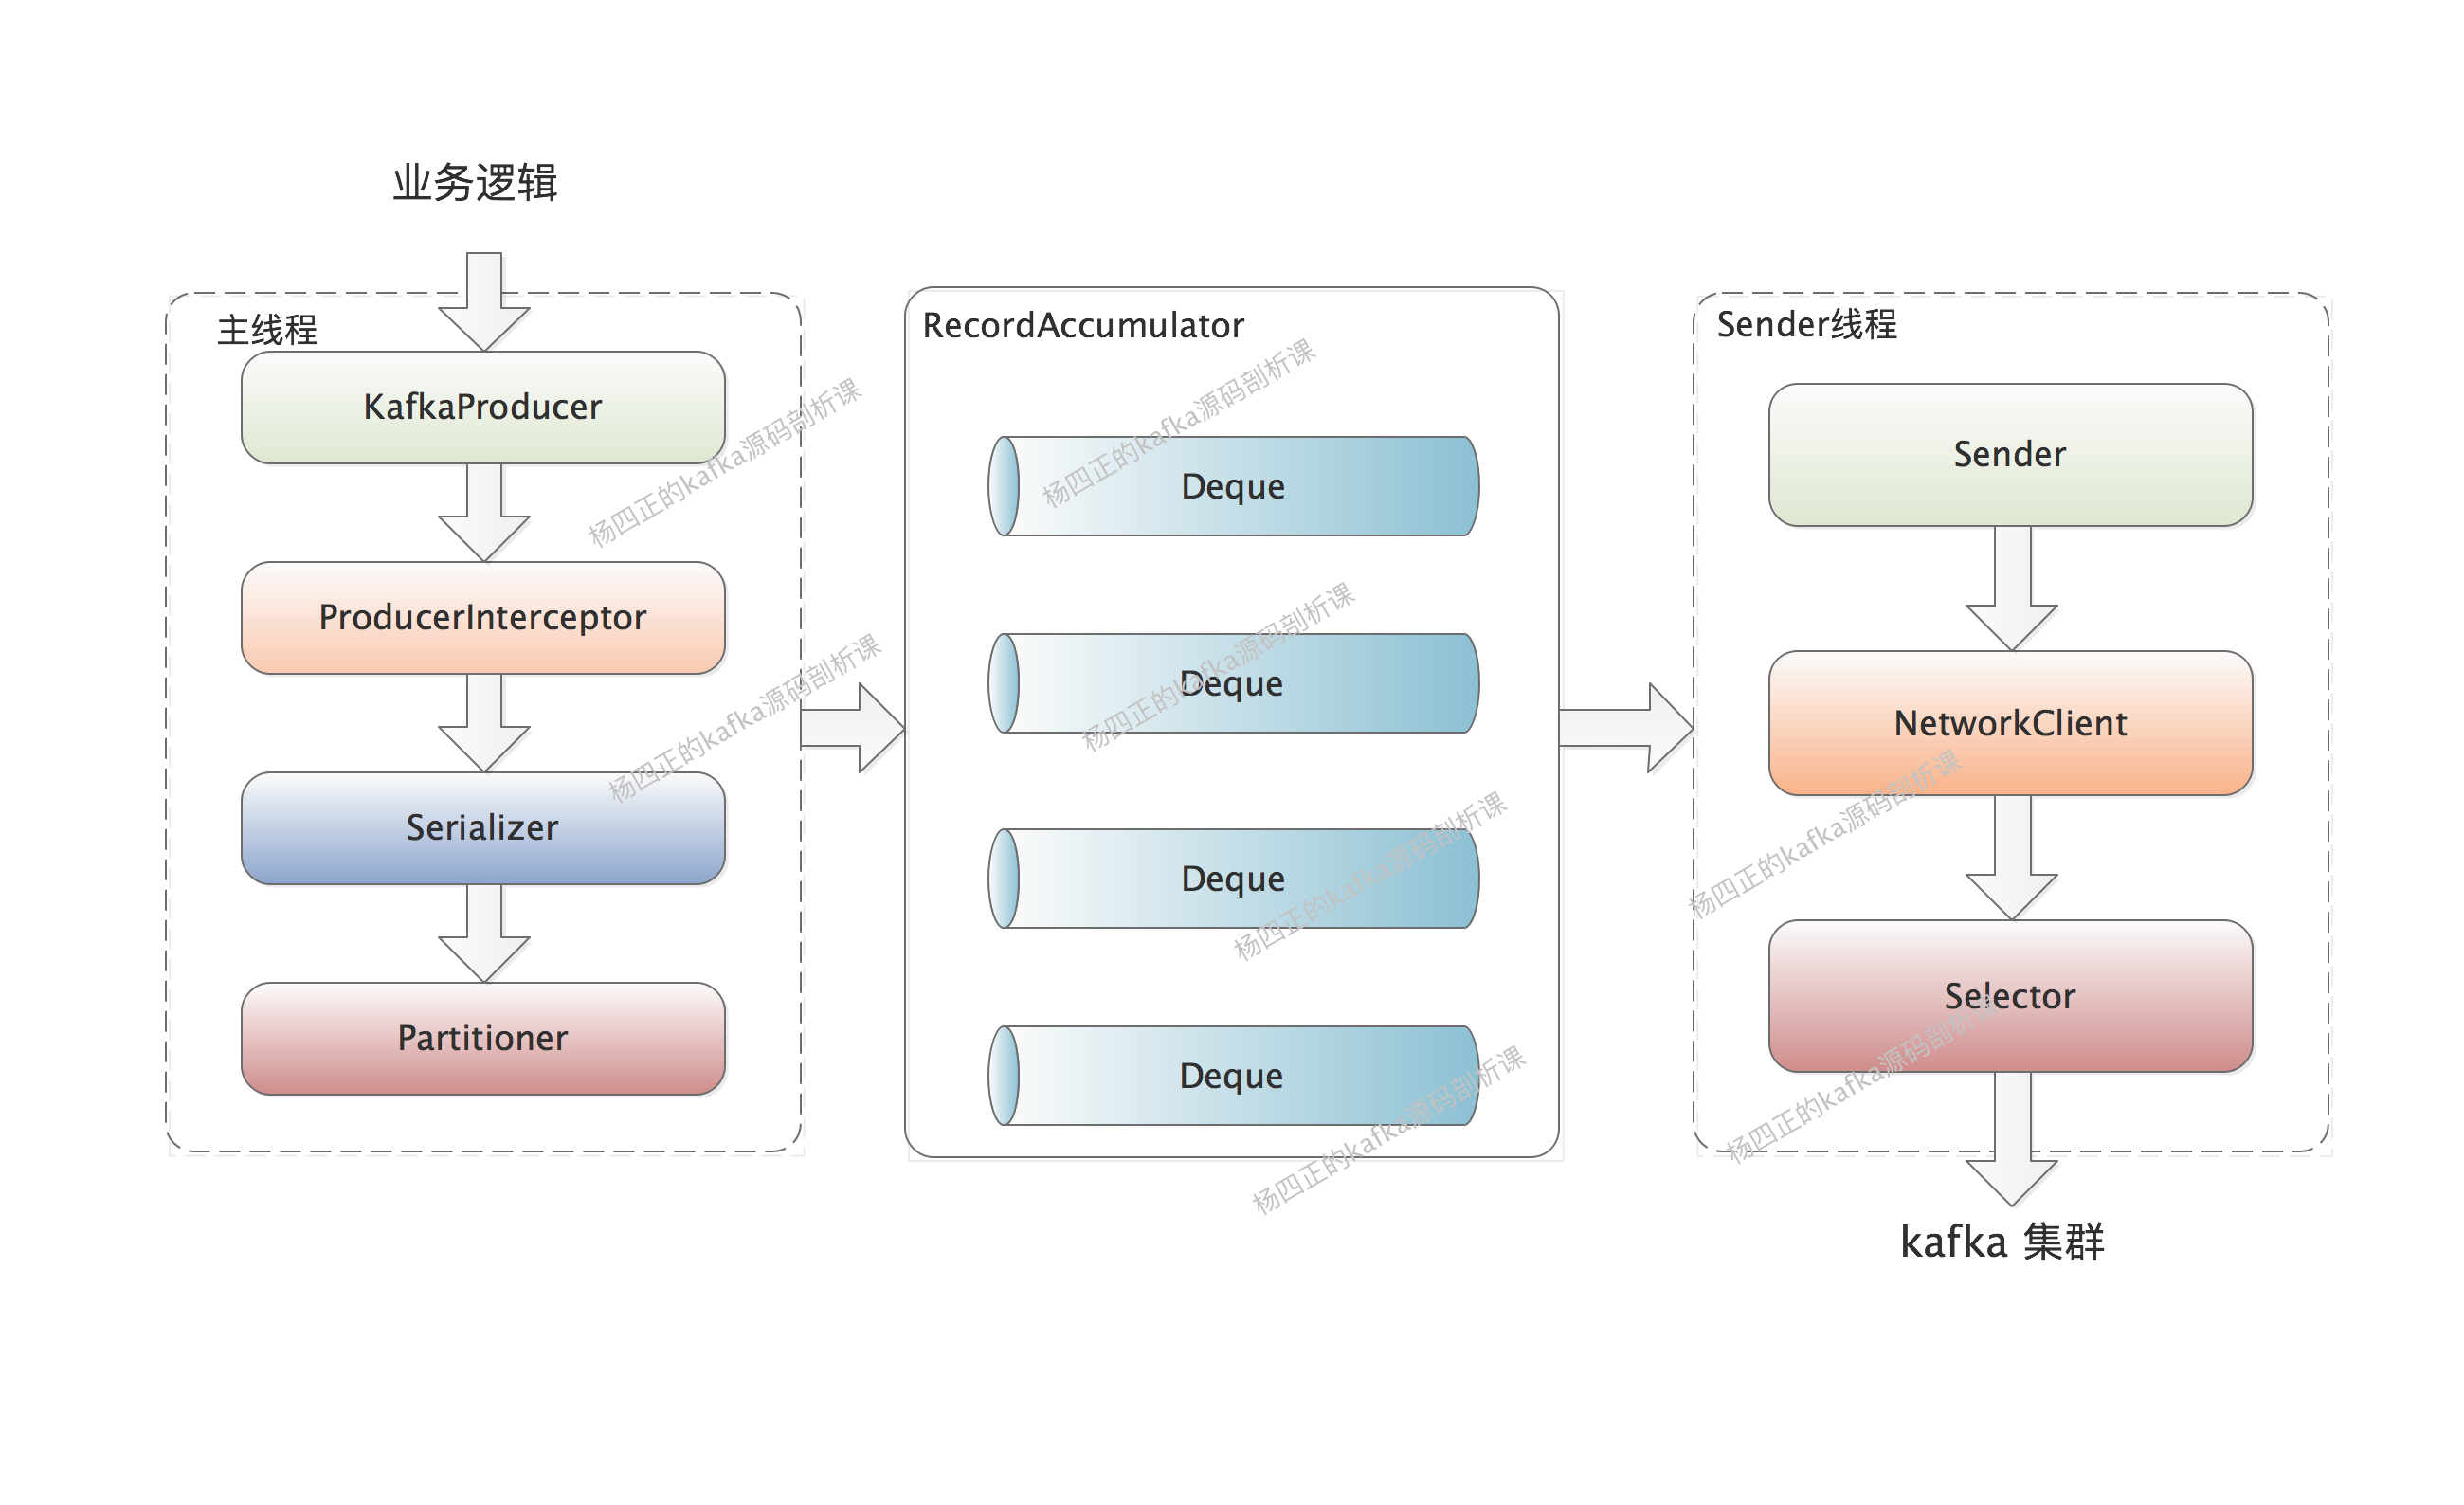 业务逻辑
主线程
KafkaProducer
ProducerInterceptor
Serializer
Partitioner
RecordAccumulator
Deque
Deque
Deque
Deque
Sender线程
Sender
NetworkClient
Selector
kafka 集群
杨四正的kafka源码剖析课
杨四正的kafka源码剖析课
杨四正的kafka源码剖析课
杨四正的kafka源码剖析课
杨四正的kafka源码剖析课
杨四正的kafka源码剖析课
杨四正的kafka源码剖析课
杨四正的kafka源码剖析课